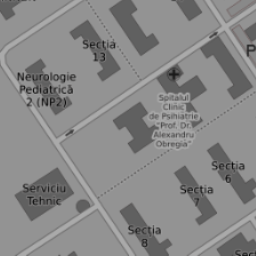 Secția
13
Neurologie
Pediatrică
2 (NP2)
P
Spitalul
Clinic
de Psihiatrie
"Prof. Dr.
Alexandru
Obregia"
Secția
6
Serviciu
Tehnic
Secția
7
Secția
8